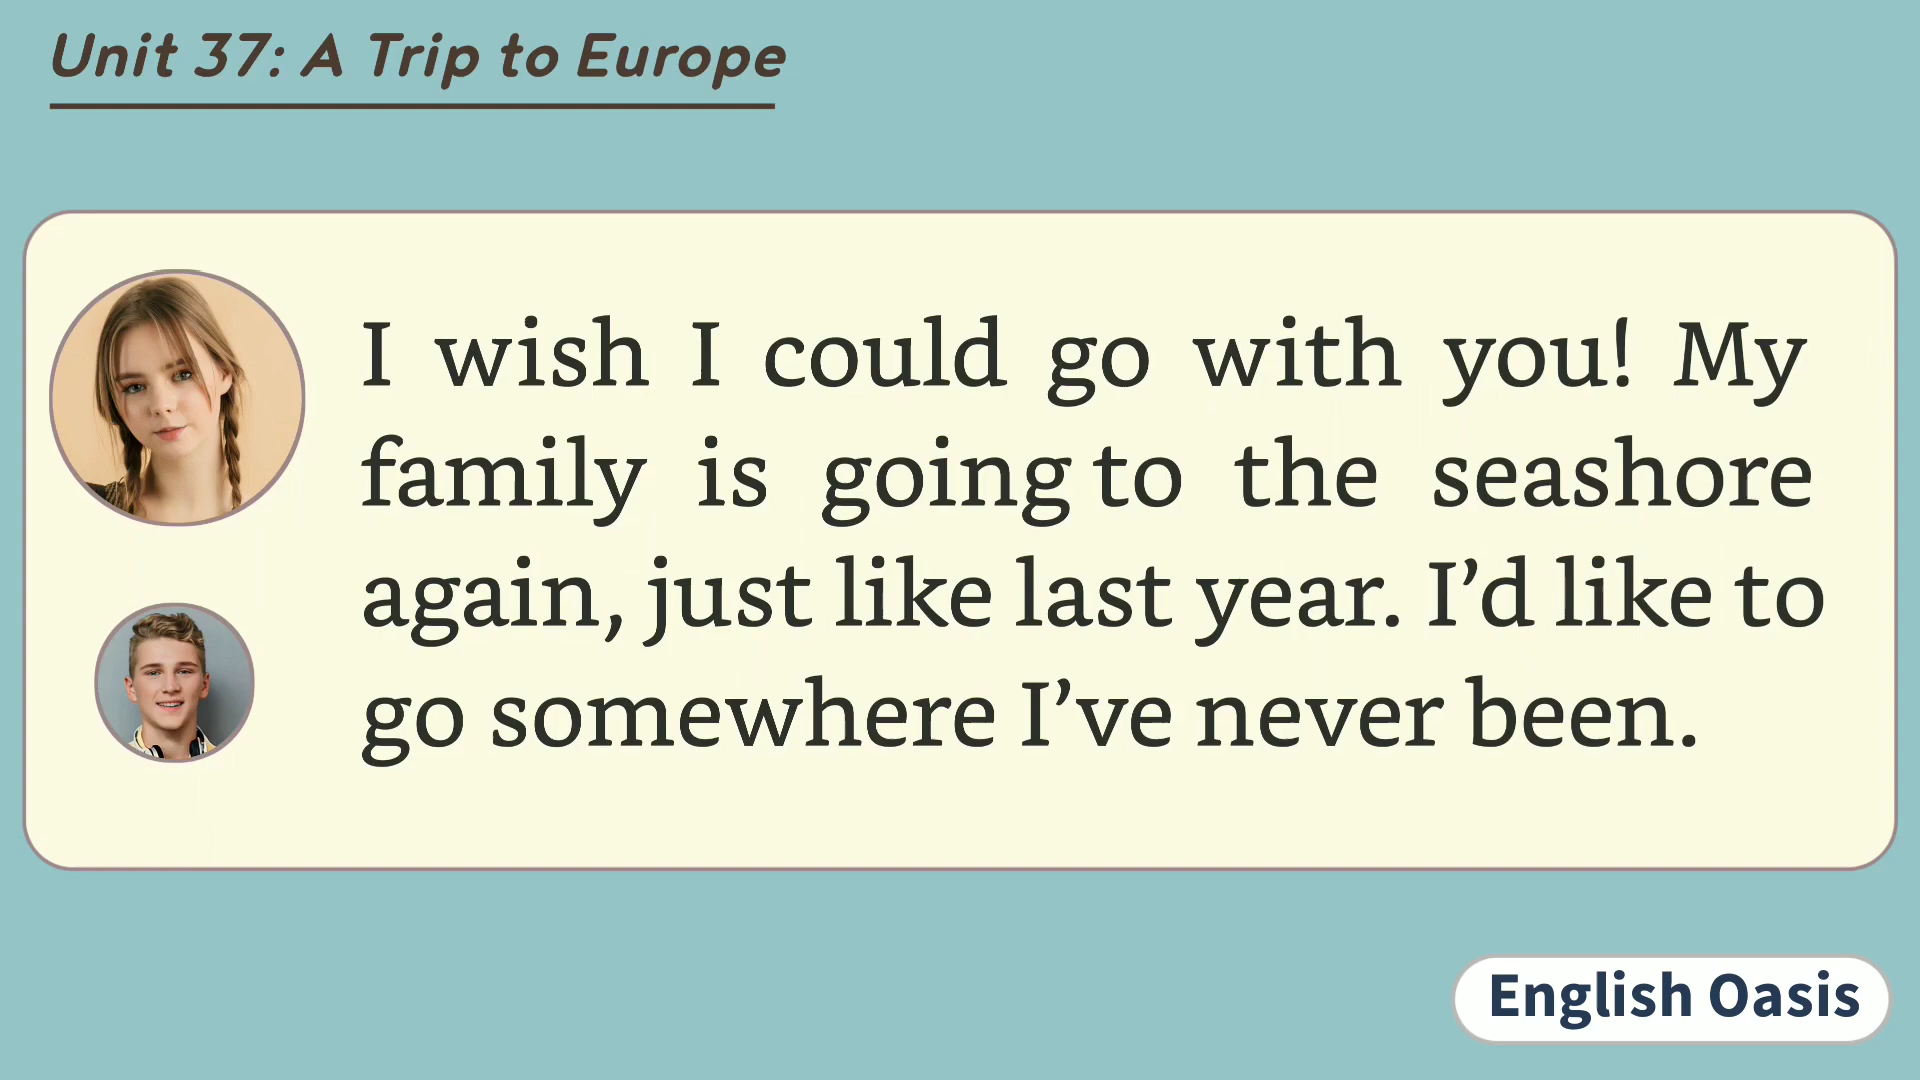 Unit 37: A Trip to Europe
I wish I could go with you! My
family is going to the seashore
again, just like last year. I’d like to
go somewhere I’ve never been.
English Oasis